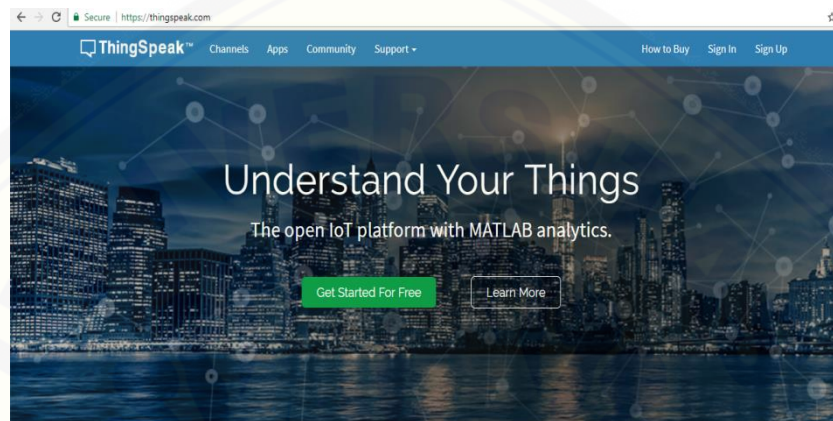 Secure | https://thingspeak.com
ThingSpeak™ Channels Apps Community Support How to Buy Sign In Sign Up
Understand Your Things
The open IoT platform with MATLAB analytics.
Get Started For Free Learn More